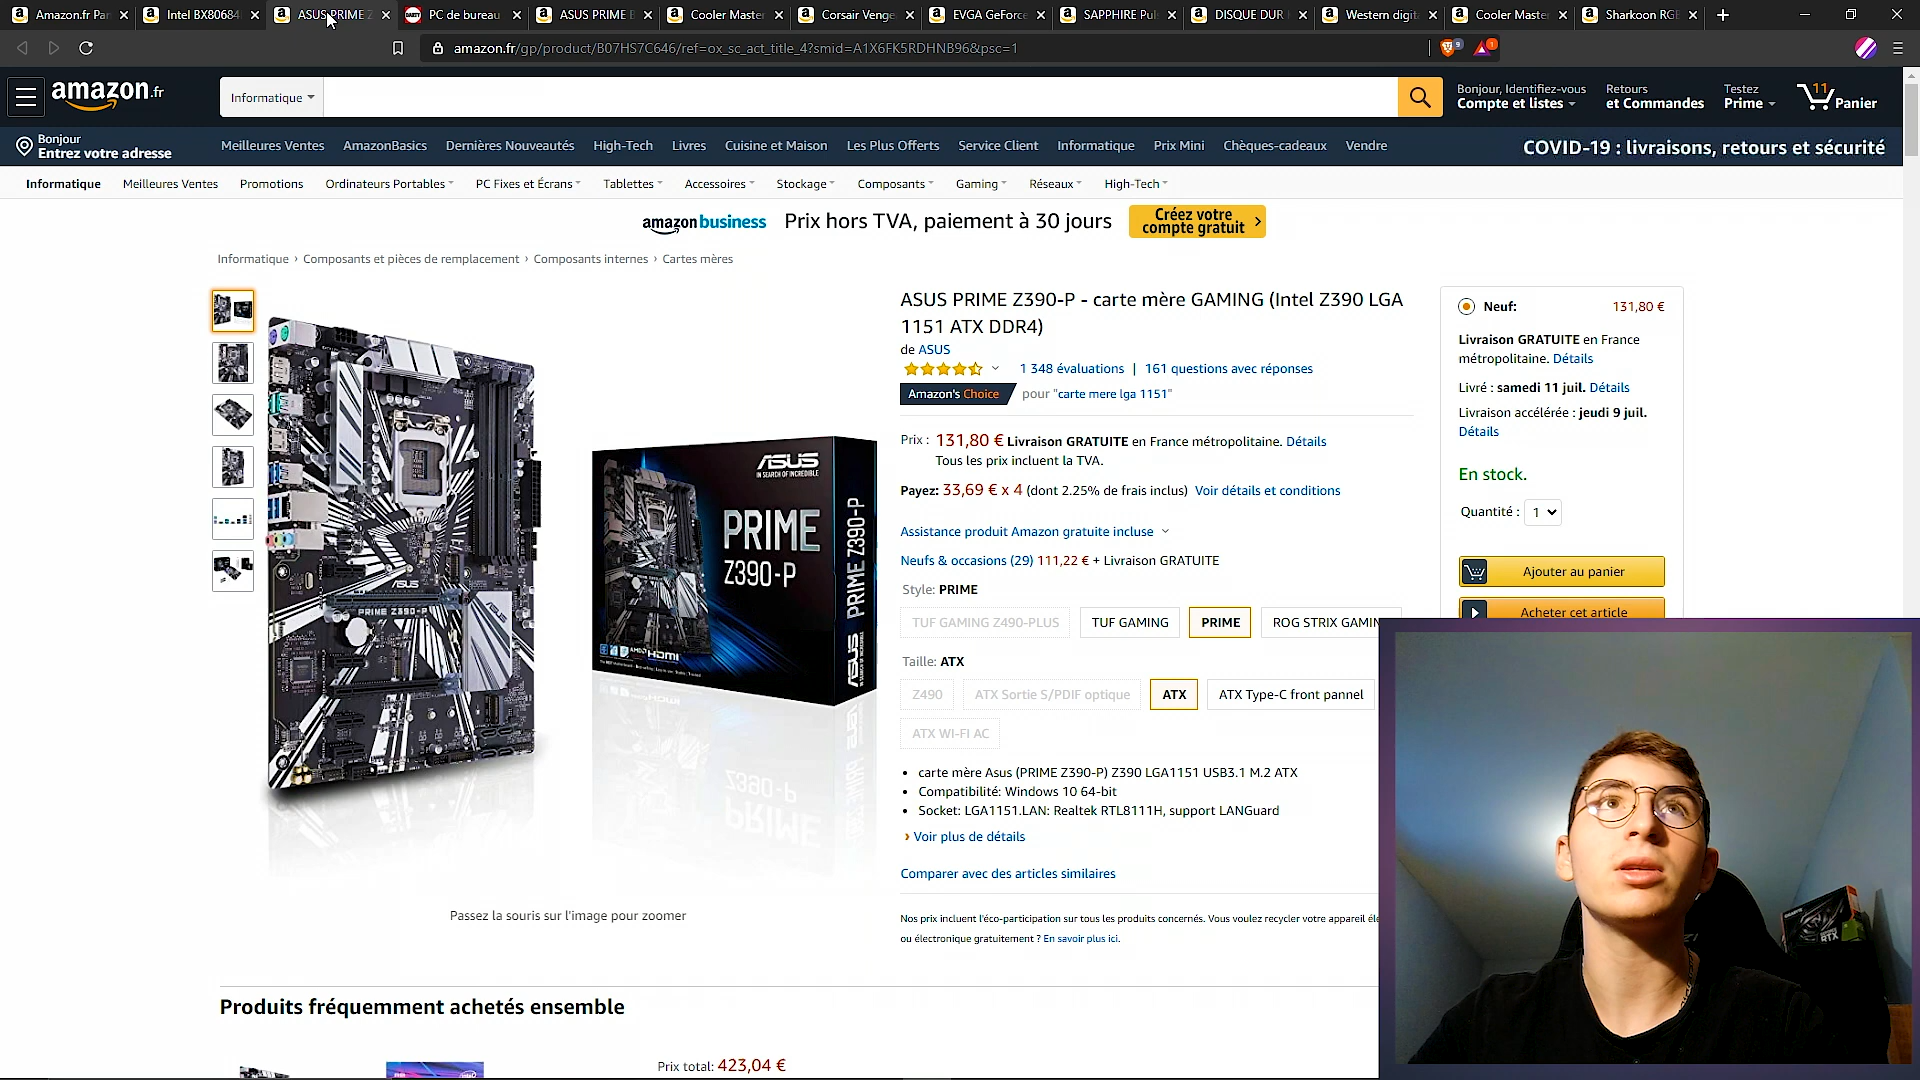 Amazon.fr Pa
Intel BX80684
ASUS PRIME Z
DARTY
PC de bureau
ASUS PRIME B
Cooler Master
Corsair Venge
EVGA GeForce
SAPPHIRE Pul
DISQUE DUR
Western digit
Cooler Master
Sharkoon RGB
amazon.fr/gp/product/B07HS7C646/ref=ox_sc_act_title_4?smid=A1X6FK5RDHNB96&psc=1
9
1
amazon.fr
Informatique
Bonjour, Identifiez-vous
Compte et listes
Retours
et Commandes
Testez
Prime
11
Panier
Bonjour
Entrez votre adresse
Meilleures Ventes
AmazonBasics
Dernières Nouveautés
High-Tech
Livres
Cuisine et Maison
Les Plus Offerts
Service Client
Informatique
Prix Mini
Chèques-cadeaux
Vendre
COVID-19 : livraisons, retours et sécurité
Informatique
Meilleures Ventes
Promotions
Ordinateurs Portables
PC Fixes et Écrans
Tablettes
Accessoires
Stockage
Composants
Gaming
Réseaux
High-Tech
amazon business
Prix hors TVA, paiement à 30 jours
Créez votre
compte gratuit
Informatique › Composants et pièces de remplacement › Composants internes › Cartes mères
ASUS PRIME Z390-P - carte mère GAMING (Intel Z390 LGA
1151 ATX DDR4)
de ASUS
1 348 évaluations | 161 questions avec réponses
Amazon's Choice pour "carte mere lga 1151"
Prix : 131,80 € Livraison GRATUITE en France métropolitaine. Détails
Tous les prix incluent la TVA.
Payez: 33,69 € x 4 (dont 2.25% de frais inclus) Voir détails et conditions
Assistance produit Amazon gratuite incluse
Neufs & occasions (29) 111,22 € + Livraison GRATUITE
Style: PRIME
TUF GAMING Z490-PLUS
TUF GAMING
PRIME
ROG STRIX GAMIN
Taille: ATX
Z490
ATX Sortie S/PDIF optique
ATX
ATX Type-C front pannel
ATX WI-FI AC
• carte mère Asus (PRIME Z390-P) Z390 LGA1151 USB3.1 M.2 ATX
• Compatibilité: Windows 10 64-bit
• Socket: LGA1151.LAN: Realtek RTL8111H, support LANGuard
› Voir plus de détails
Comparer avec des articles similaires
Nos prix incluent l'éco-participation sur tous les produits concernés. Vous voulez recycler votre appareil éle
ou électronique gratuitement ? En savoir plus ici.
Neuf: 131,80 €
Livraison GRATUITE en France
métropolitaine. Détails
Livré : samedi 11 juil. Détails
Livraison accélérée : jeudi 9 juil.
Détails
En stock.
Quantité : 1
Ajouter au panier
Acheter cet article
ASUS
IN SEARCH OF INCREDIBLE
PRIME
Z390-P
PRIME Z390-P
ASUS
HDMI
ASUS
PRIME Z390-P
ASUS
Passez la souris sur l'image pour zoomer
Produits fréquemment achetés ensemble
Prix total: 423,04 €
RTX